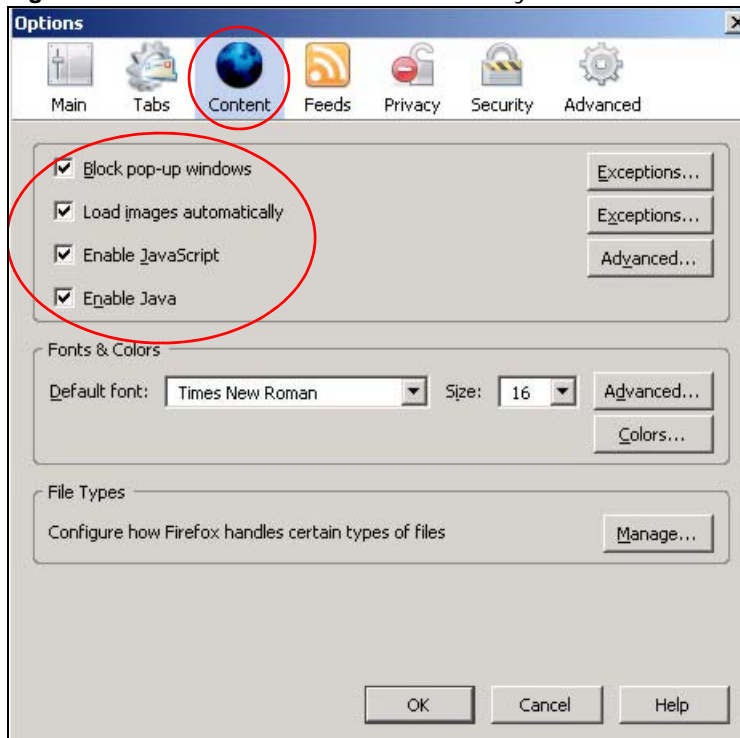 Options
Main Tabs Content Feeds Privacy Security Advanced
Block pop-up windows Exceptions...
Load images automatically Exceptions...
Enable JavaScript Advanced...
Enable Java
Fonts & Colors
Default font: Times New Roman Size: 16 Advanced...
Colors...
File Types
Configure how Firefox handles certain types of files Manage...
OK Cancel Help